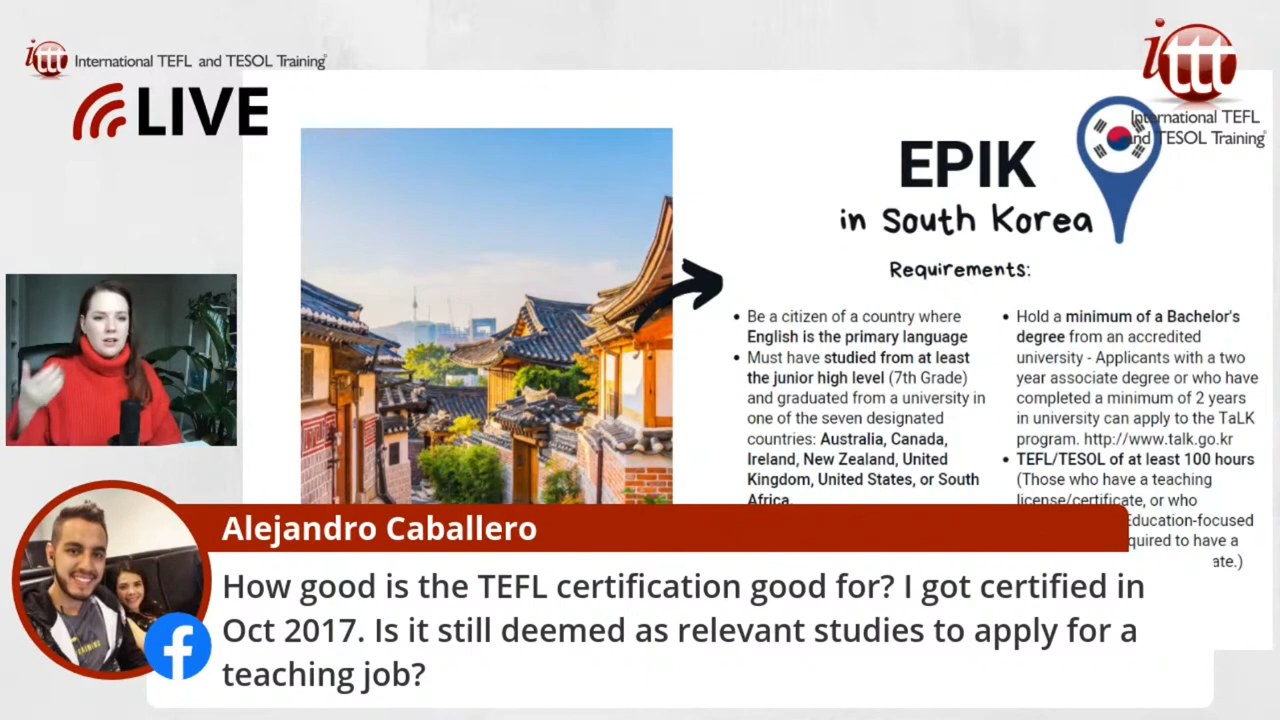 ittt International TEFL and TESOL Training
LIVE
ittt
International TEFL
and TESOL Training
EPIK
in South Korea
Requirements:
• Be a citizen of a country where
English is the primary language
• Must have studied from at least
the junior high level (7th Grade)
and graduated from a university in
one of the seven designated
countries: Australia, Canada,
Ireland, New Zealand, United
Kingdom, United States, or South
Africa.
• Hold a minimum of a Bachelor's
degree from an accredited
university - Applicants with a two
year associate degree or who have
completed a minimum of 2 years
in university can apply to the TaLK
program. http://www.talk.go.kr
• TEFL/TESOL of at least 100 hours
(Those who have a teaching
license/certificate, or who
Education-focused
quired to have a
ate.)
Alejandro Caballero
How good is the TEFL certification good for? I got certified in
Oct 2017. Is it still deemed as relevant studies to apply for a
teaching job?